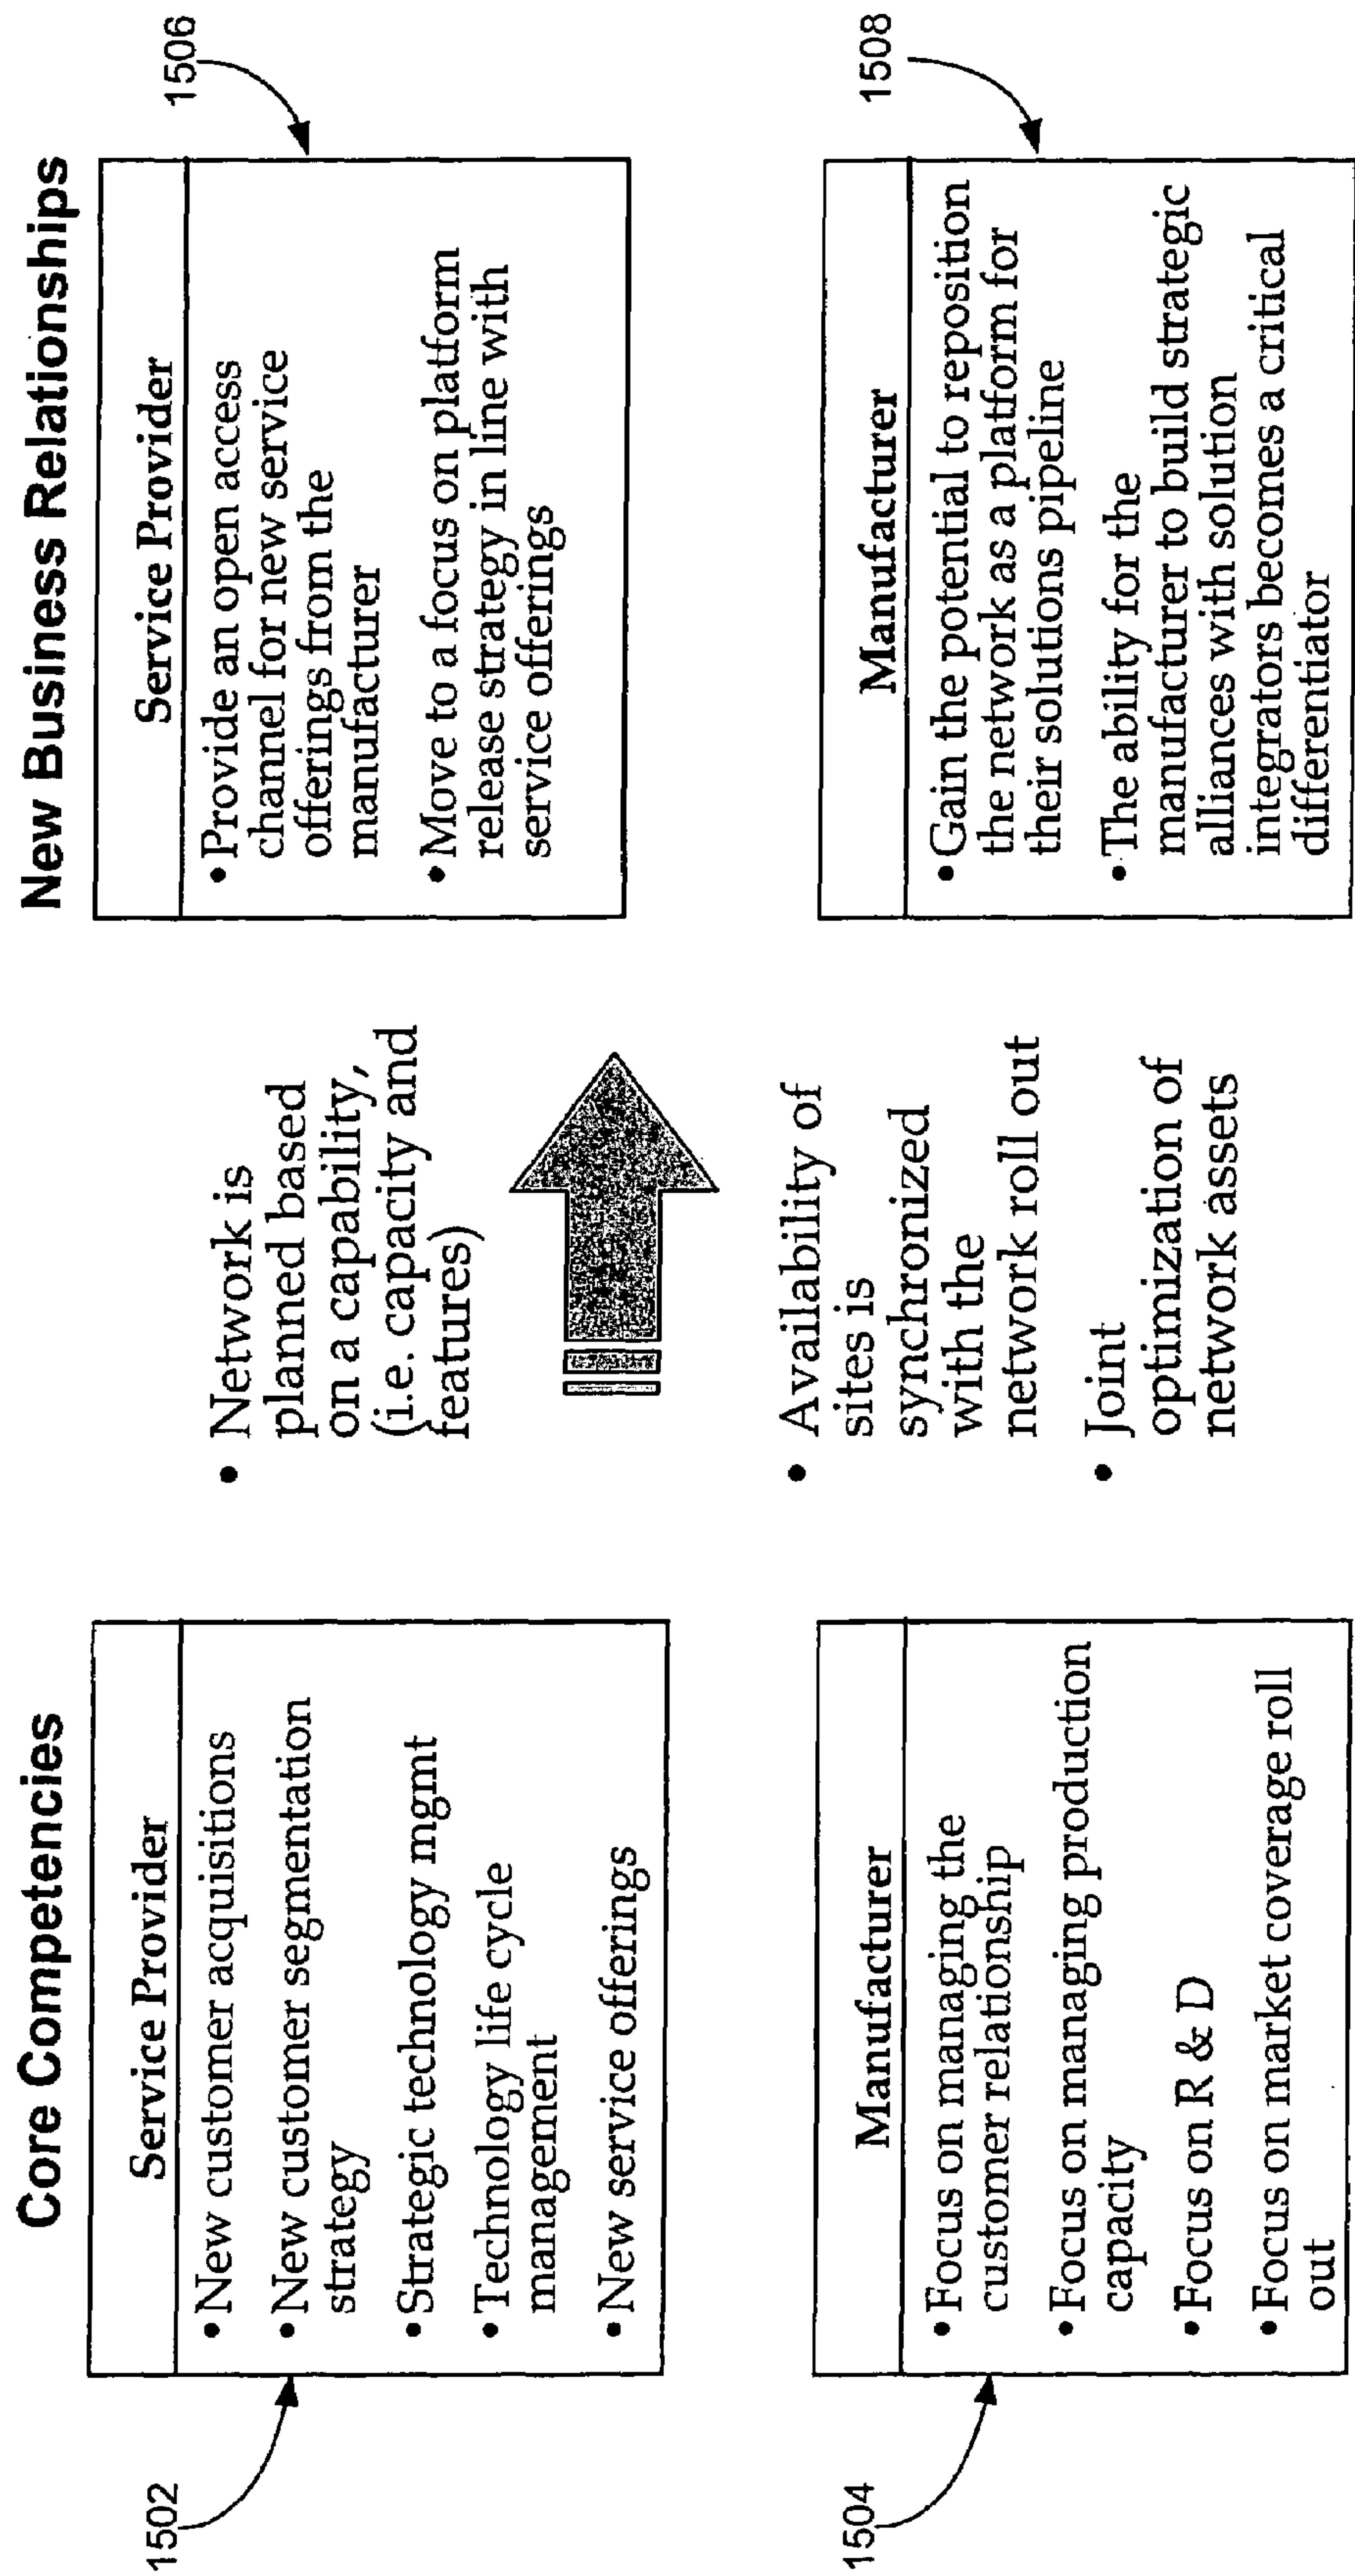 Core Competencies
1502
Service Provider
• New customer acquisitions
• New customer segmentation
strategy
• Strategic technology mgmt
• Technology life cycle
management
• New service offerings
1504
Manufacturer
• Focus on managing the
customer relationship
• Focus on managing production
capacity
• Focus on R & D
• Focus on market coverage roll
out
• Network is
planned based
on a capability,
(i.e. capacity and
features)
• Availability of
sites is
synchronized
with the
network roll out
• Joint
optimization of
network assets
New Business Relationships
1506
Service Provider
• Provide an open access
channel for new service
offerings from the
manufacturer
• Move to a focus on platform
release strategy in line with
service offerings
1508
Manufacturer
• Gain the potential to reposition
the network as a platform for
their solutions pipeline
• The ability for the
manufacturer to build strategic
alliances with solution
integrators becomes a critical
differentiator